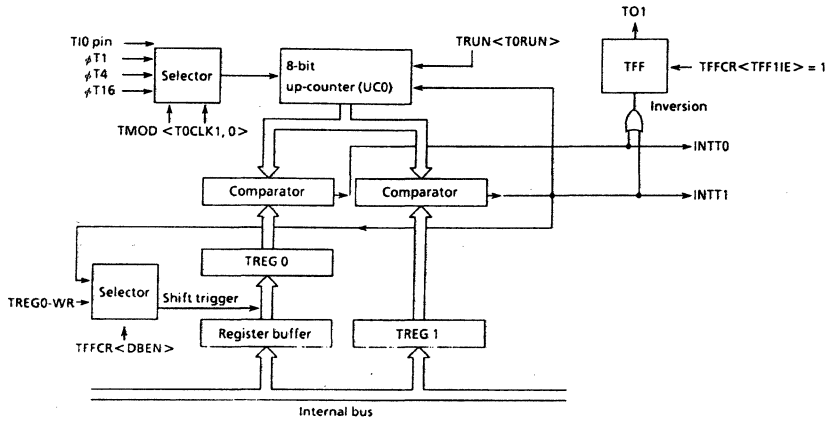 TO1
TI0 pin
φT1
φT4
φT16
Selector
8-bit
up-counter (UC0)
TRUN<T0RUN>
TFF
TFFCR<TFF1IE> = 1
Inversion
TMOD <T0CLK1, 0>
INTT0
Comparator
Comparator
INTT1
TREG 0
Selector
TREG0-WR
Shift trigger
Register buffer
TREG 1
TFFCR<DBEN>
Internal bus